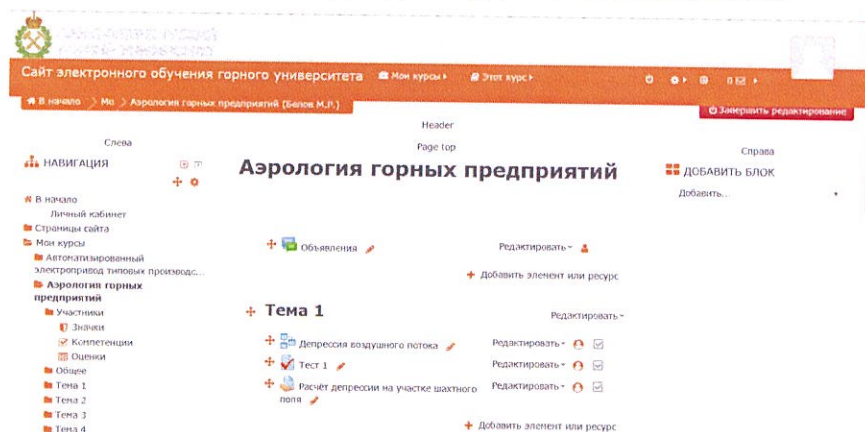 Сайт электронного обучения горного университета Мои курсы Этот курс
В начало Мо Аэрология горных предприятий (Белов М.Р.)
Завершить редактирование
Header
Слева
Page top
Справа
НАВИГАЦИЯ
Аэрология горных предприятий
ДОБАВИТЬ БЛОК
Добавить...
В начало
Личный кабинет
Страницы сайта
Мои курсы
Автоматизированный
электропривод типовых производс...
Аэрология горных
предприятий
Участники
Значки
Компетенции
Оценки
Общее
Тема 1
Тема 2
Тема 3
Тема 4
Объявления Редактировать
Добавить элемент или ресурс
Тема 1 Редактировать
Депрессия воздушного потока Редактировать
Тест 1 Редактировать
Расчёт депрессии на участке шахтного Редактировать
поля
Добавить элемент или ресурс